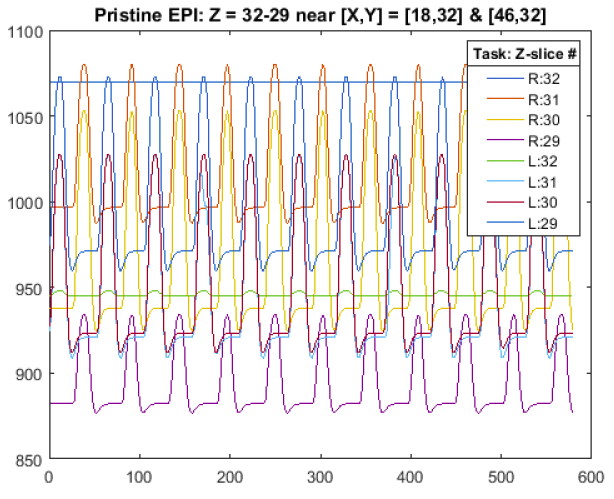 Pristine EPI: Z = 32-29 near [X,Y] = [18,32] & [46,32]
1100
1050
1000
950
900
850
0
100
200
300
400
500
600
Task: Z-slice #
R:32
R:31
R:30
R:29
L:32
L:31
L:30
L:29